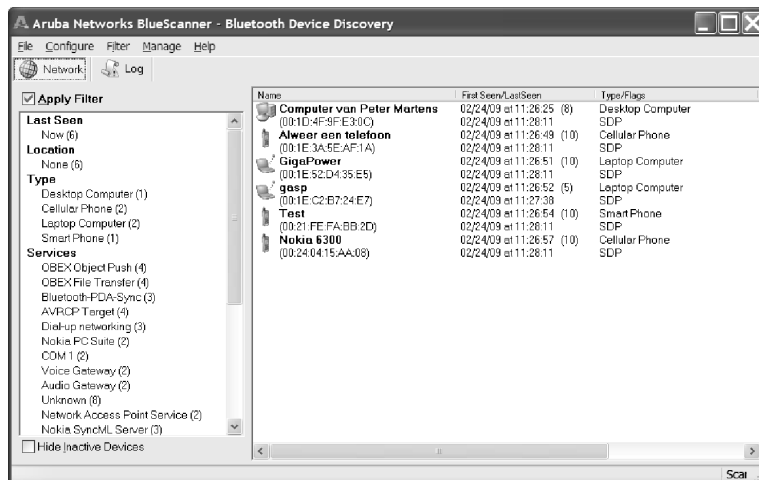 Aruba Networks BlueScanner - Bluetooth Device Discovery
File Configure Filter Manage Help
Network Log
Apply Filter
Last Seen
Now (6)
Location
None (6)
Type
Desktop Computer (1)
Cellular Phone (2)
Laptop Computer (2)
Smart Phone (1)
Services
OBEX Object Push (4)
OBEX File Transfer (4)
Bluetooth-PDA-Sync (3)
AVRCP Target (4)
Dial-up networking (3)
Nokia PC Suite (2)
COM 1 (2)
Voice Gateway (2)
Audio Gateway (2)
Unknown (8)
Network Access Point Service (2)
Nokia SyncML Server (3)
Hide Inactive Devices
Name First Seen/LastSeen Type/Flags
Computer van Peter Martens 02/24/09 at 11:26:25 (8) Desktop Computer
(00:1D:4F:9F:E3:0C) 02/24/09 at 11:28:11 SDP
Alweer een telefoon 02/24/09 at 11:26:49 (10) Cellular Phone
(00:1E:3A:5E:AF:1A) 02/24/09 at 11:28:11 SDP
GigaPower 02/24/09 at 11:26:51 (10) Laptop Computer
(00:1E:52:D4:35:E5) 02/24/09 at 11:28:11 SDP
gasp 02/24/09 at 11:26:52 (5) Laptop Computer
(00:1E:C2:B7:24:E7) 02/24/09 at 11:27:38 SDP
Test 02/24/09 at 11:26:54 (10) Smart Phone
(00:21:FE:FA:BB:2D) 02/24/09 at 11:28:11 SDP
Nokia 6300 02/24/09 at 11:26:57 (10) Cellular Phone
(00:24:04:15:AA:08) 02/24/09 at 11:28:11 SDP
Scar